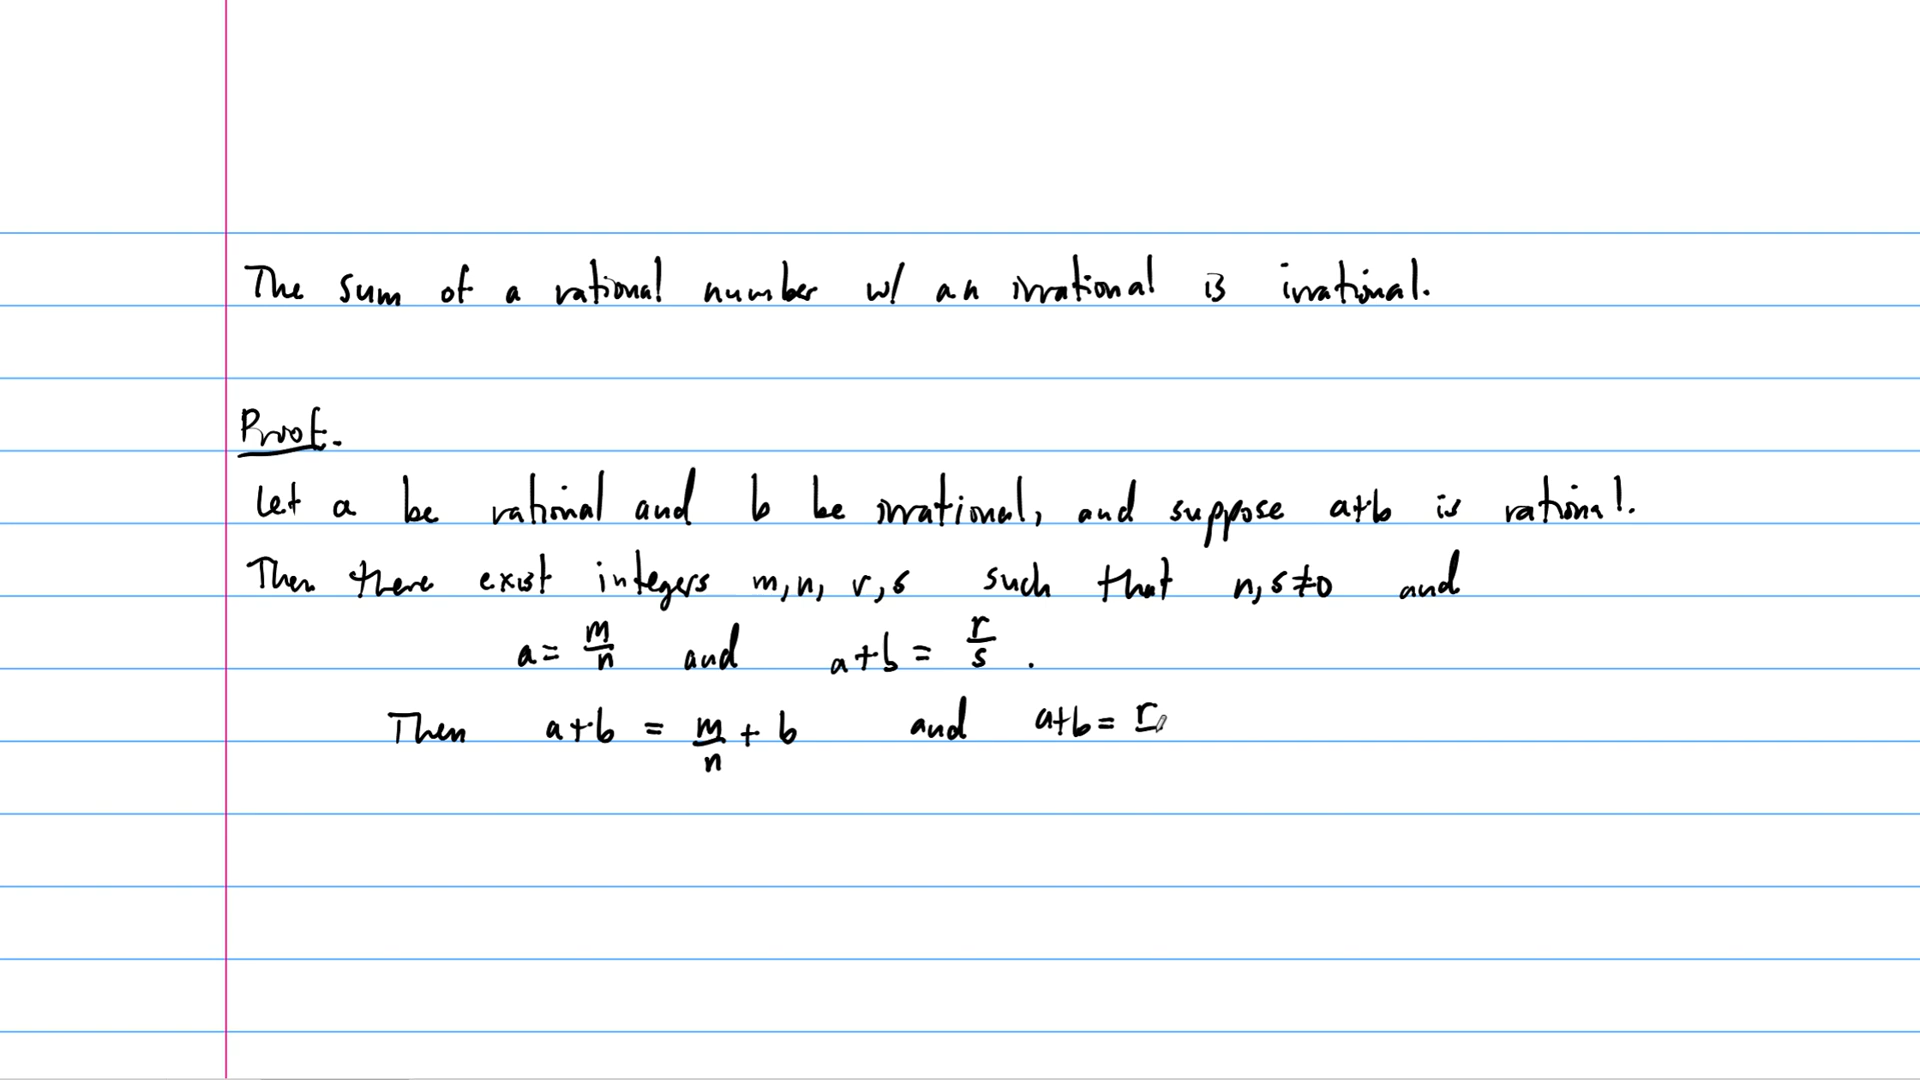 The sum of a rational number w/ an irrational is irrational.
Proof.
Let a be rational and b be irrational, and suppose a+b is rational.
Then there exist integers m, n, r, s such that n, s≠0 and
a = m/n and a+b = r/s .
Then a+b = m/n + b and a+b = r